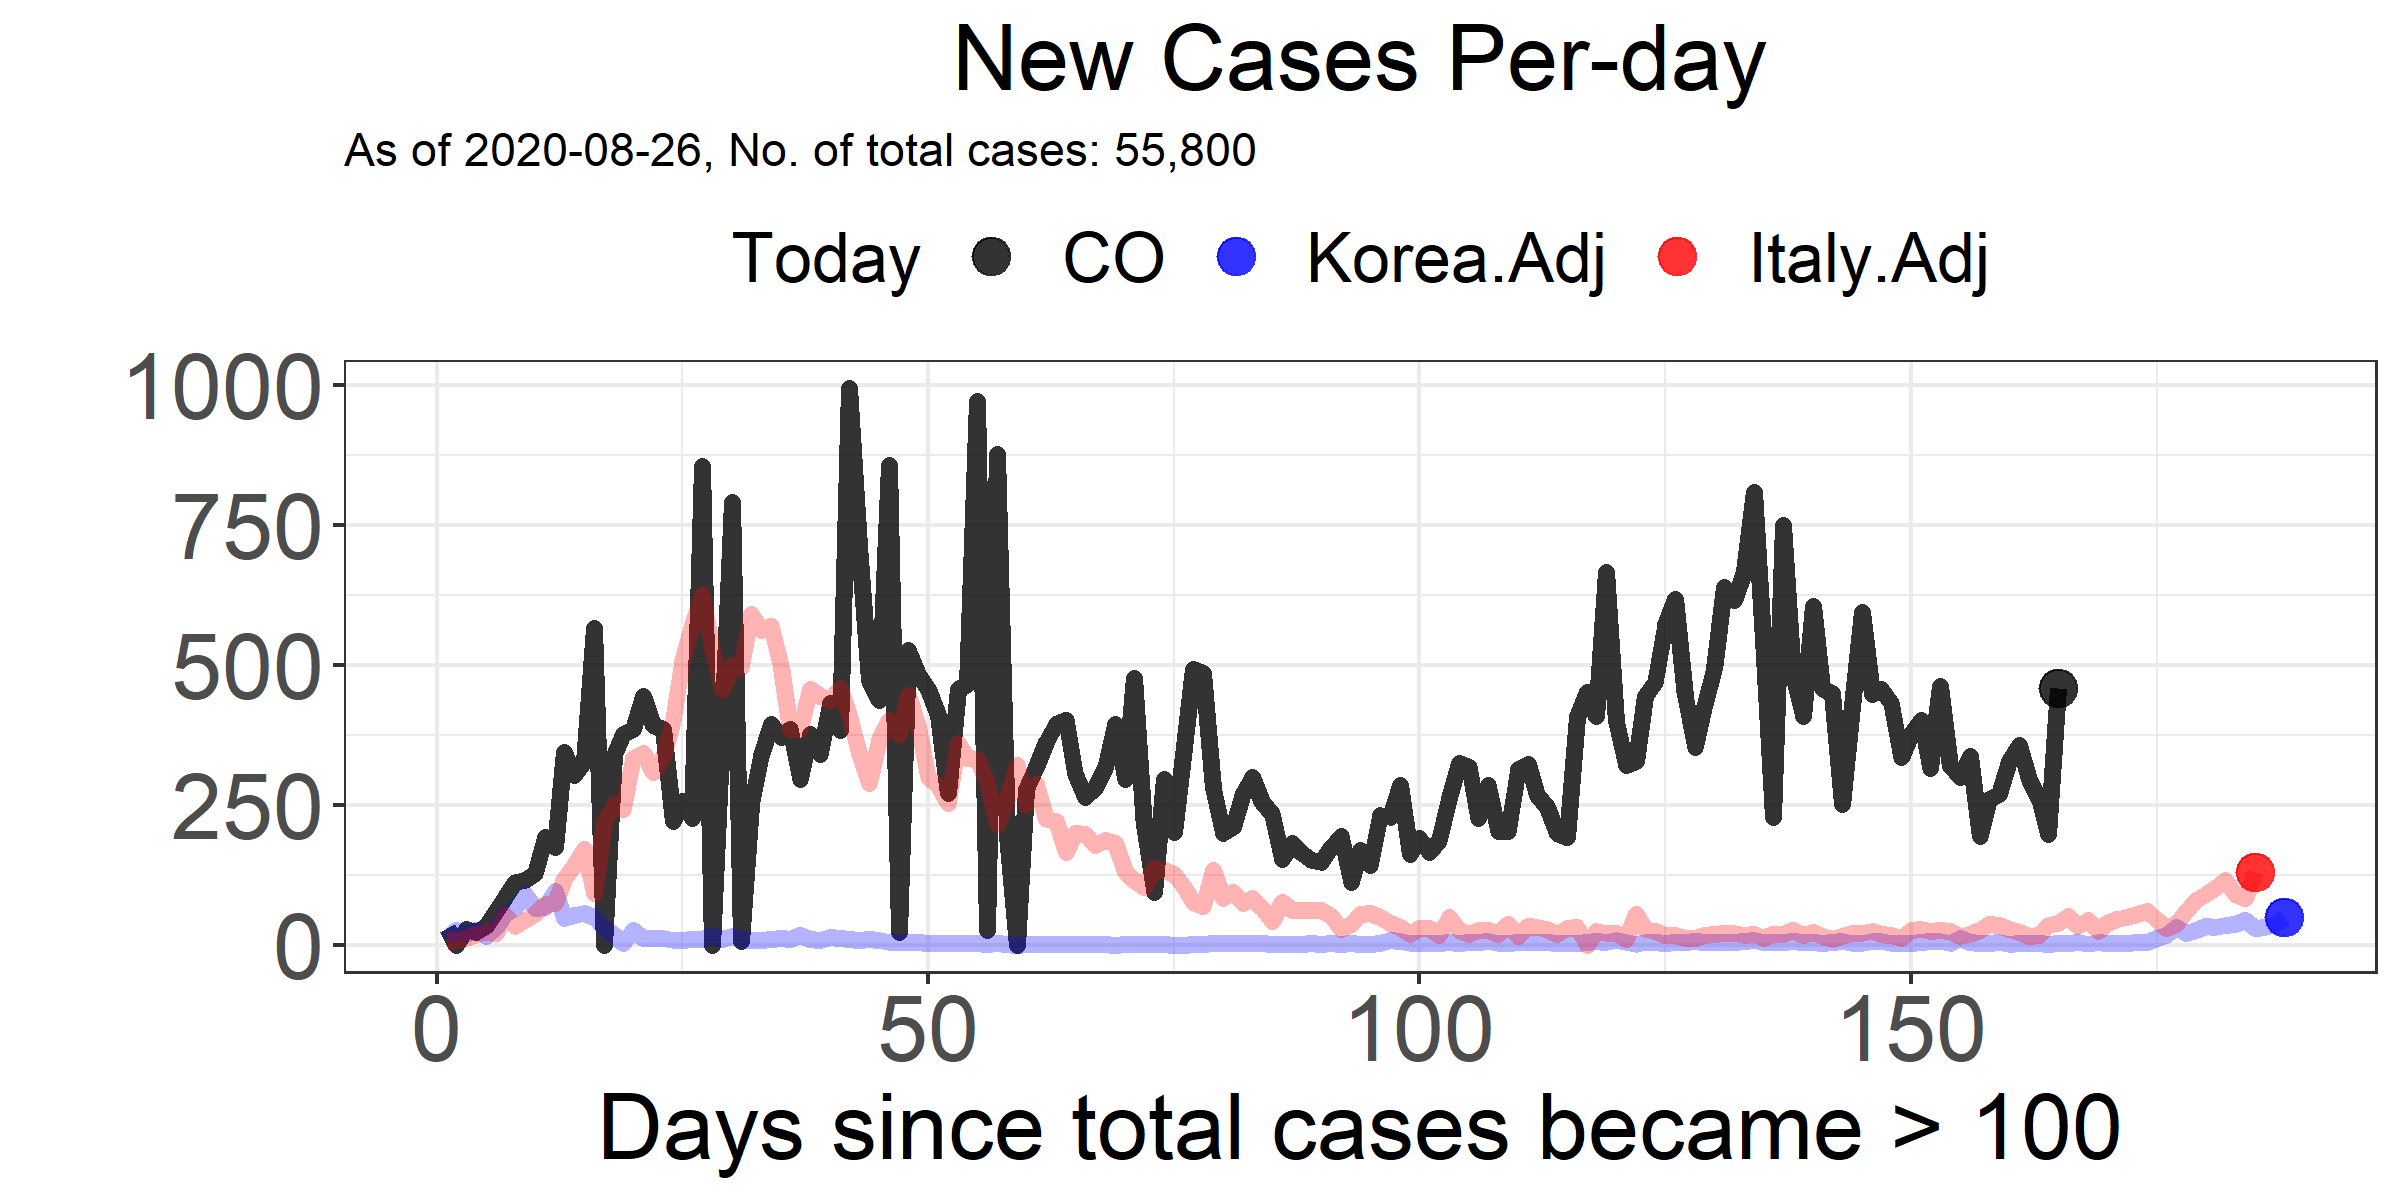 New Cases Per-day
As of 2020-08-26, No. of total cases: 55,800
Today CO Korea.Adj Italy.Adj
1000
750
500
250
0
0 50 100 150
Days since total cases became > 100